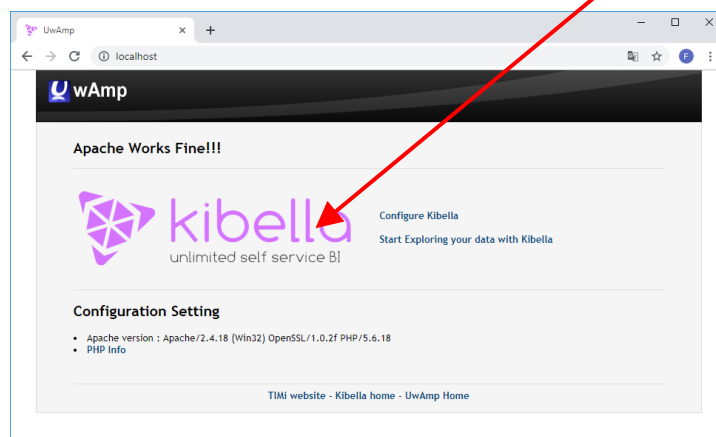 UwAmp
localhost
F
UwAmp
Apache Works Fine!!!
kibella
unlimited self service BI
Configure Kibella
Start Exploring your data with Kibella
Configuration Setting
Apache version : Apache/2.4.18 (Win32) OpenSSL/1.0.2f PHP/5.6.18
PHP Info
TIMi website - Kibella home - UwAmp Home